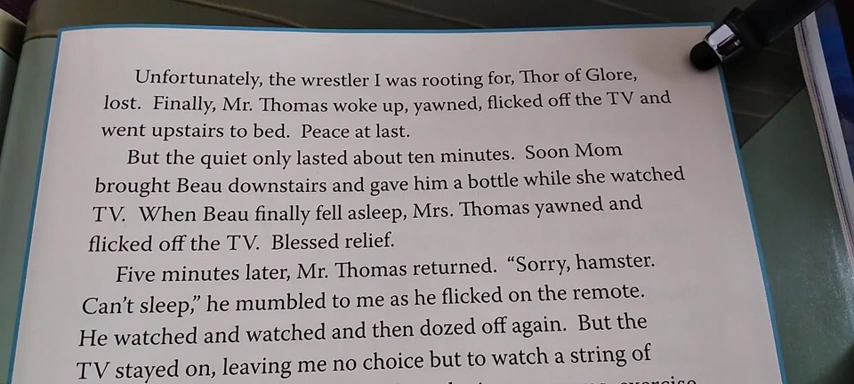 Unfortunately, the wrestler I was rooting for, Thor of Glore,
lost. Finally, Mr. Thomas woke up, yawned, flicked off the TV and
went upstairs to bed. Peace at last.
But the quiet only lasted about ten minutes. Soon Mom
brought Beau downstairs and gave him a bottle while she watched
TV. When Beau finally fell asleep, Mrs. Thomas yawned and
flicked off the TV. Blessed relief.
Five minutes later, Mr. Thomas returned. “Sorry, hamster.
Can’t sleep,” he mumbled to me as he flicked on the remote.
He watched and watched and then dozed off again. But the
TV stayed on, leaving me no choice but to watch a string of
exercise